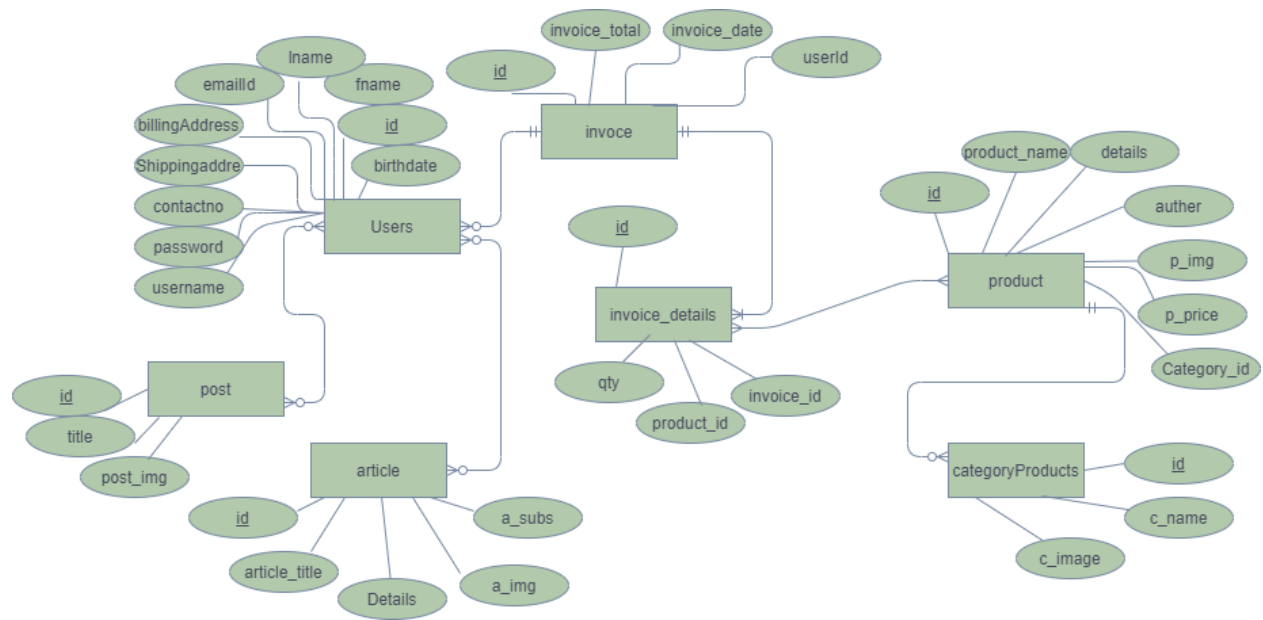 invoice_total
invoice_date
lname
userId
id
emailId
fname
billingAddress
id
invoce
Shippingaddre
birthdate
product_name
details
id
contactno
auther
Users
id
password
p_img
product
username
invoice_details
p_price
Category_id
qty
invoice_id
post
id
product_id
title
post_img
article
categoryProducts
id
id
a_subs
c_name
article_title
c_image
Details
a_img